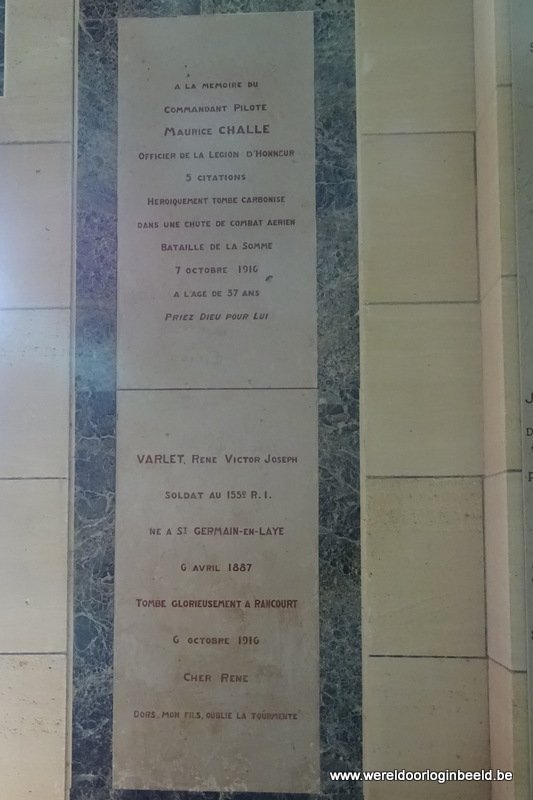 A LA MEMOIRE DU
COMMANDANT PILOTE
MAURICE CHALLE
OFFICIER DE LA LEGION D'HONNEUR
5 CITATIONS
HEROIQUEMENT TOMBE CARBONISE
DANS UNE CHUTE DE COMBAT AERIEN
BATAILLE DE LA SOMME
7 OCTOBRE 1916
A L'AGE DE 37 ANS
PRIEZ DIEU POUR LUI
VARLET, RENE VICTOR JOSEPH
SOLDAT AU 155E R.I.
NE A ST GERMAIN-EN-LAYE
6 AVRIL 1887
TOMBE GLORIEUSEMENT A RANCOURT
6 OCTOBRE 1916
CHER RENE
DORS, MON FILS, OUBLIE LA TOURMENTE
www.wereldoorloginbeeld.be